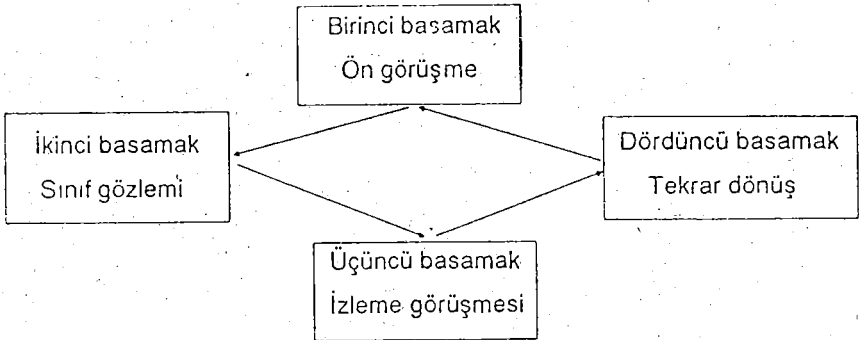 Birinci basamak
Ön görüşme
İkinci basamak
Sınıf gözlemi
Dördüncü basamak
Tekrar dönüş
Üçüncü basamak
İzleme görüşmesi